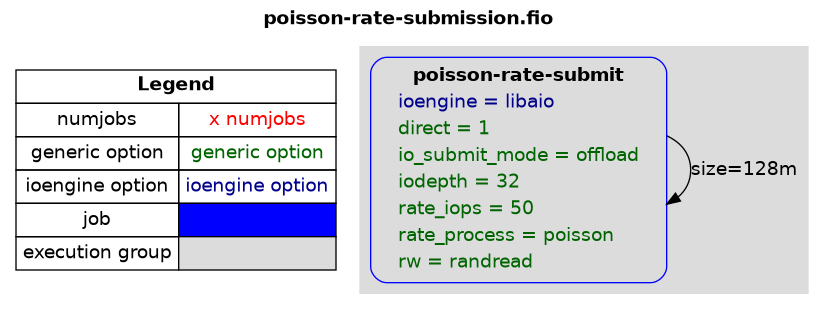 poisson-rate-submission.fio
Legend
numjobs x numjobs
generic option generic option
ioengine option ioengine option
job
execution group
poisson-rate-submit
ioengine = libaio
direct = 1
io_submit_mode = offload
iodepth = 32
rate_iops = 50
rate_process = poisson
rw = randread
size=128m